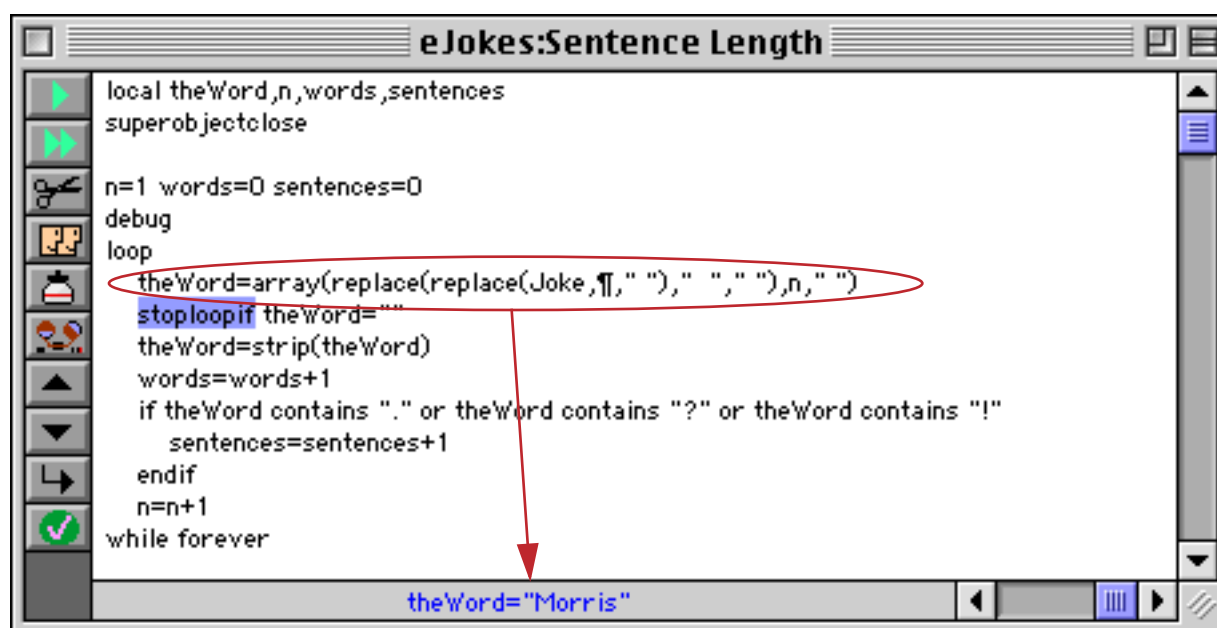 eJokes:Sentence Length
local theWord,n,words,sentences
superobjectclose
n=1 words=0 sentences=0
debug
loop
theWord=array(replace(replace(Joke,¶," "),"  "," "),n," ")
stoploopif theWord=""
theWord=strip(theWord)
words=words+1
if theWord contains "." or theWord contains "?" or theWord contains "!"
sentences=sentences+1
endif
n=n+1
while forever
theWord="Morris"